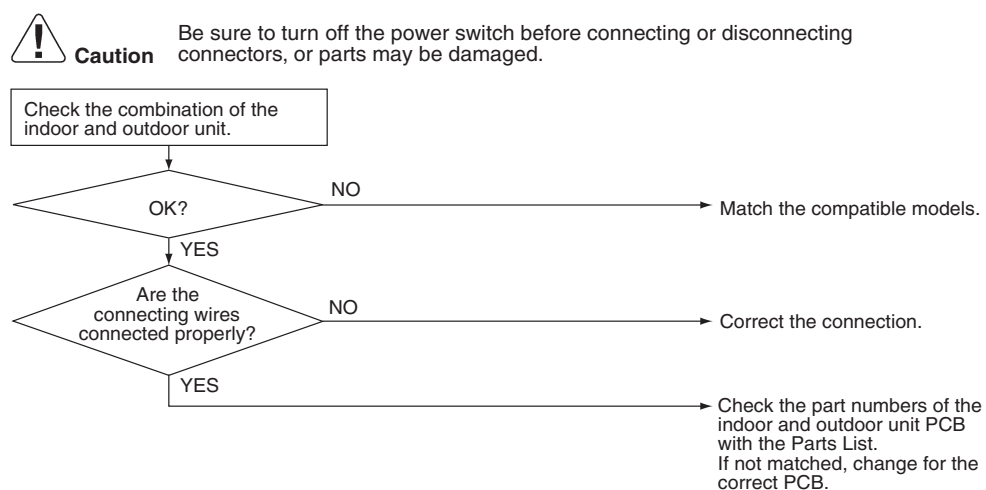 Caution
Be sure to turn off the power switch before connecting or disconnecting
connectors, or parts may be damaged.
Check the combination of the
indoor and outdoor unit.
OK?
NO
Match the compatible models.
YES
Are the
connecting wires
connected properly?
NO
Correct the connection.
YES
Check the part numbers of the
indoor and outdoor unit PCB
with the Parts List.
If not matched, change for the
correct PCB.